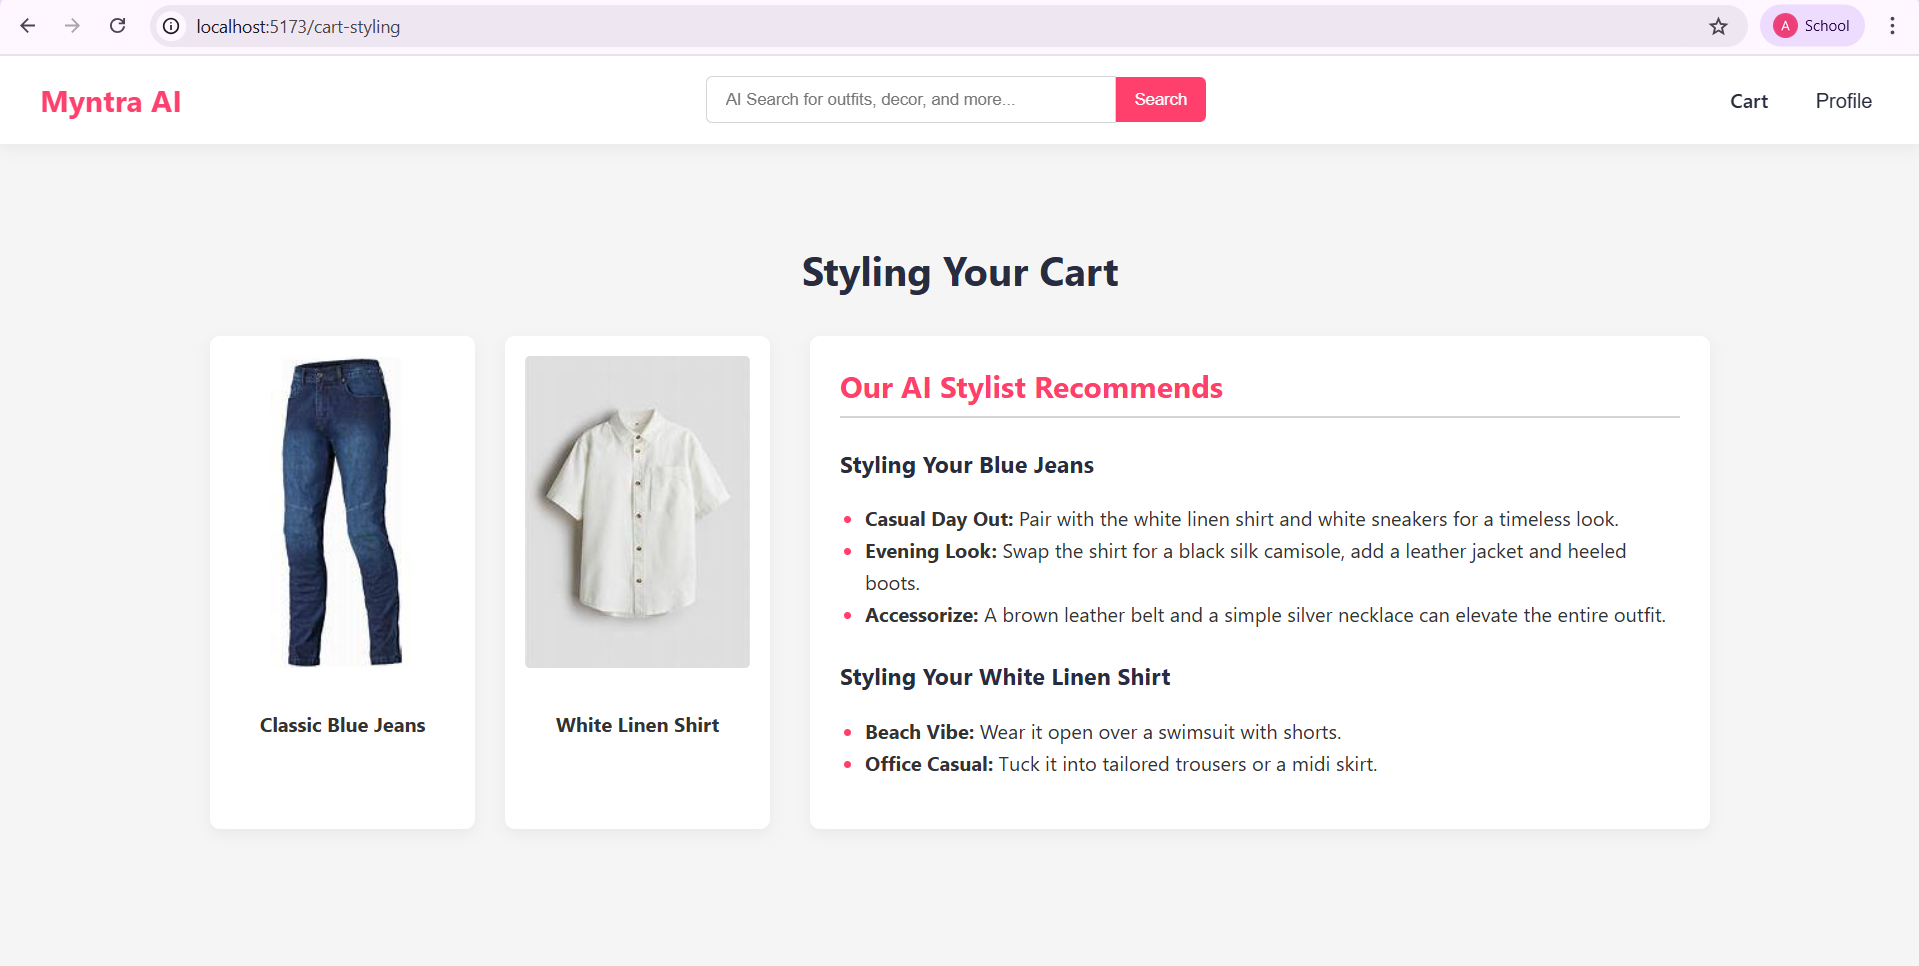 localhost:5173/cart-styling
A School
Myntra AI
AI Search for outfits, decor, and more...
Search
Cart
Profile
Styling Your Cart
Classic Blue Jeans
White Linen Shirt
Our AI Stylist Recommends
Styling Your Blue Jeans
Casual Day Out: Pair with the white linen shirt and white sneakers for a timeless look.
Evening Look: Swap the shirt for a black silk camisole, add a leather jacket and heeled
boots.
Accessorize: A brown leather belt and a simple silver necklace can elevate the entire outfit.
Styling Your White Linen Shirt
Beach Vibe: Wear it open over a swimsuit with shorts.
Office Casual: Tuck it into tailored trousers or a midi skirt.